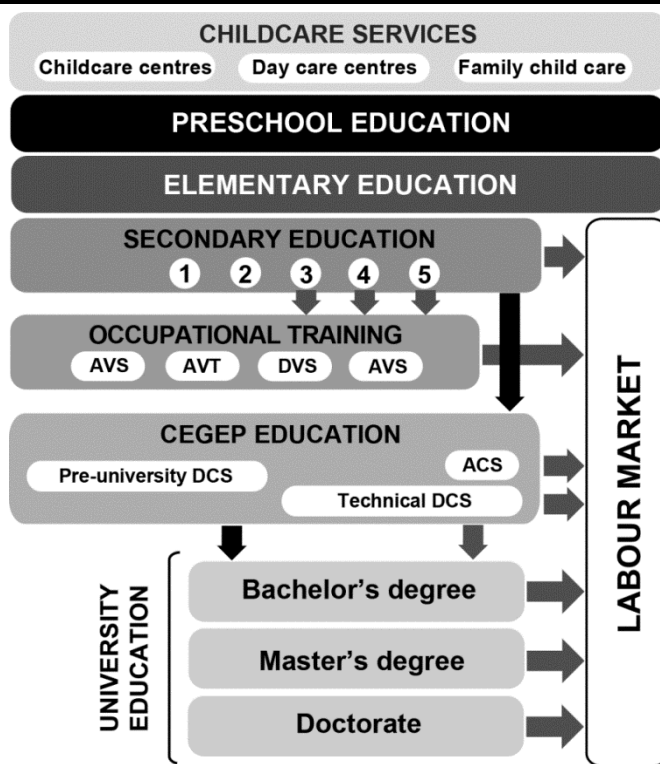 CHILDCARE SERVICES
Childcare centres Day care centres Family child care
PRESCHOOL EDUCATION
ELEMENTARY EDUCATION
SECONDARY EDUCATION
1 2 3 4 5
OCCUPATIONAL TRAINING
AVS AVT DVS AVS
CEGEP EDUCATION
ACS
Pre-university DCS
Technical DCS
UNIVERSITY
EDUCATION
Bachelor's degree
Master's degree
Doctorate
LABOUR MARKET